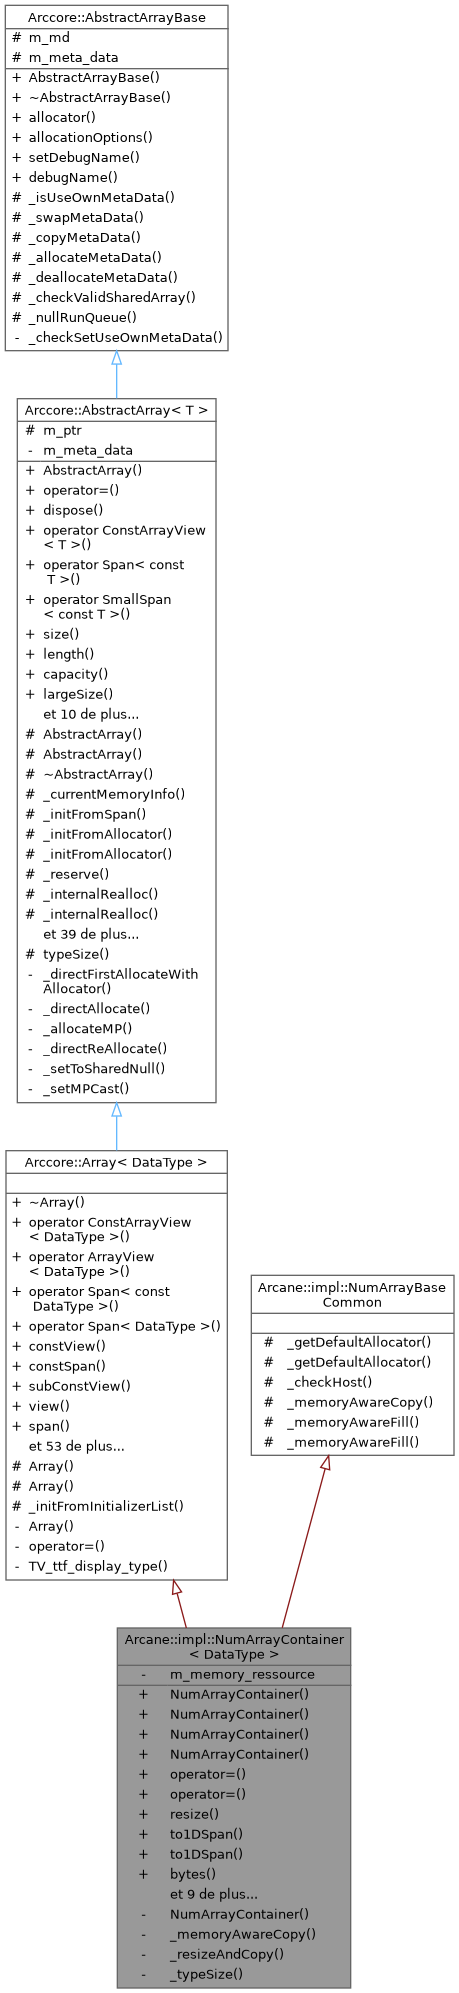 Arccore::AbstractArrayBase
# m_md
# m_meta_data
+ AbstractArrayBase()
+ ~AbstractArrayBase()
+ allocator()
+ allocationOptions()
+ setDebugName()
+ debugName()
# _isUseOwnMetaData()
# _swapMetaData()
# _copyMetaData()
# _allocateMetaData()
# _deallocateMetaData()
# _checkValidSharedArray()
# _nullRunQueue()
- _checkSetUseOwnMetaData()
Arccore::AbstractArray< T >
# m_ptr
- m_meta_data
+ AbstractArray()
+ operator=()
+ dispose()
+ operator ConstArrayView
< T >()
+ operator Span< const
T >()
+ operator SmallSpan
< const T >()
+ size()
+ length()
+ capacity()
+ largeSize()
et 10 de plus...
# AbstractArray()
# AbstractArray()
# ~AbstractArray()
# _currentMemoryInfo()
# _initFromSpan()
# _initFromAllocator()
# _initFromAllocator()
# _reserve()
# _internalRealloc()
# _internalRealloc()
et 39 de plus...
# typeSize()
- _directFirstAllocateWith
Allocator()
- _directAllocate()
- _allocateMP()
- _directReAllocate()
- _setToSharedNull()
- _setMPCast()
Arccore::Array< DataType >
+ ~Array()
+ operator ConstArrayView
< DataType >()
+ operator ArrayView
< DataType >()
+ operator Span< const
DataType >()
+ operator Span< DataType >()
+ constView()
+ constSpan()
+ subConstView()
+ view()
+ span()
et 53 de plus...
# Array()
# Array()
# _initFromInitializerList()
- Array()
- operator=()
- TV_ttf_display_type()
Arcane::impl::NumArrayBase
Common
# _getDefaultAllocator()
# _getDefaultAllocator()
# _checkHost()
# _memoryAwareCopy()
# _memoryAwareFill()
# _memoryAwareFill()
Arcane::impl::NumArrayContainer
< DataType >
- m_memory_ressource
+ NumArrayContainer()
+ NumArrayContainer()
+ NumArrayContainer()
+ NumArrayContainer()
+ operator=()
+ operator=()
+ resize()
+ to1DSpan()
+ to1DSpan()
+ bytes()
et 9 de plus...
- NumArrayContainer()
- _memoryAwareCopy()
- _resizeAndCopy()
- _typeSize()